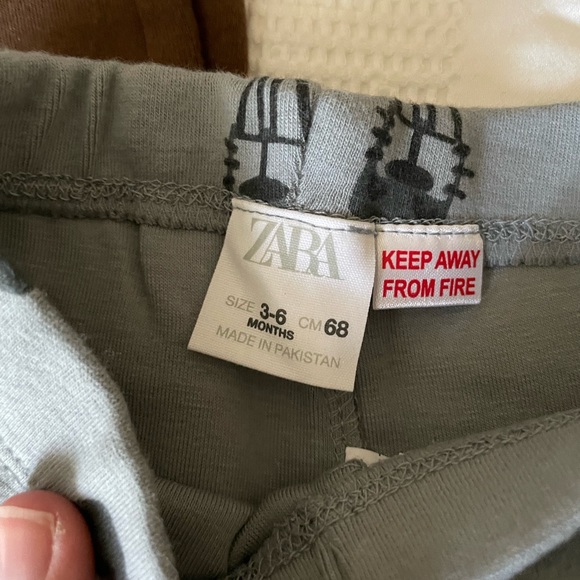 ZARA
SIZE 3-6 MONTHS CM 68
MADE IN PAKISTAN
KEEP AWAY
FROM FIRE